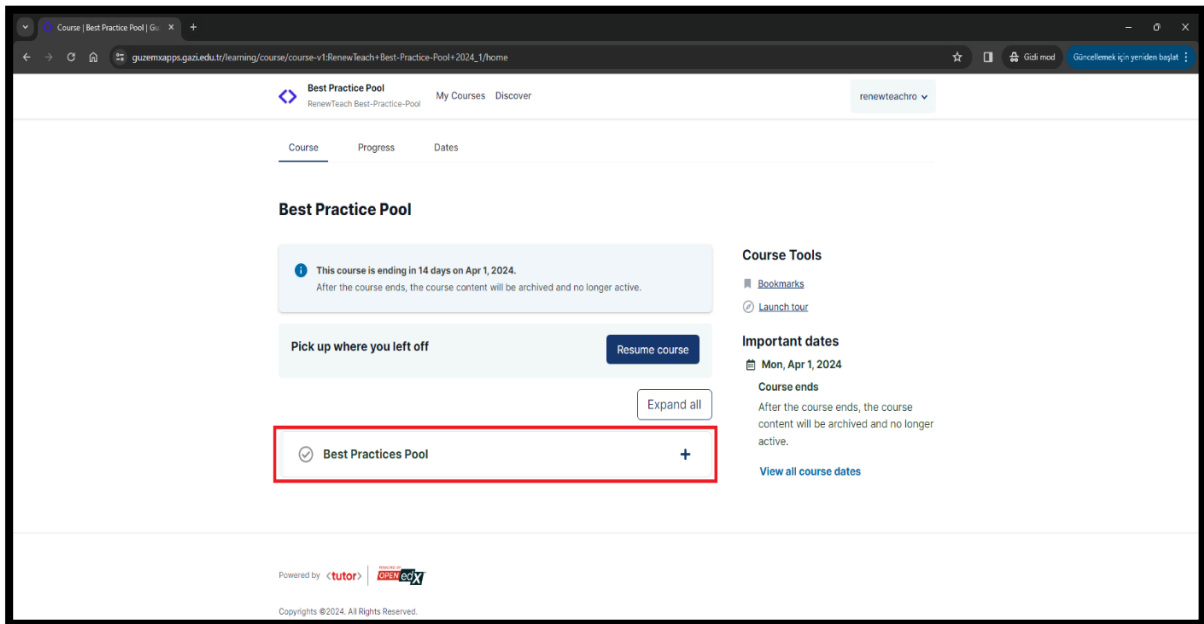 Course | Best Practice Pool | Gu
guzemxapps.gazi.edu.tr/learning/course/course-v1:RenewTeach+Best-Practice-Pool+2024_1/home
Gizli mod
Güncellemek için yeniden başlat
Best Practice Pool
RenewTeach Best-Practice-Pool
My Courses
Discover
renewteachro
Course
Progress
Dates
Best Practice Pool
This course is ending in 14 days on Apr 1, 2024.
After the course ends, the course content will be archived and no longer active.
Pick up where you left off
Resume course
Expand all
Best Practices Pool
Course Tools
Bookmarks
Launch tour
Important dates
Mon, Apr 1, 2024
Course ends
After the course ends, the course
content will be archived and no longer
active.
View all course dates
Powered by <tutor>
OPEN edX
Copyrights ©2024. All Rights Reserved.